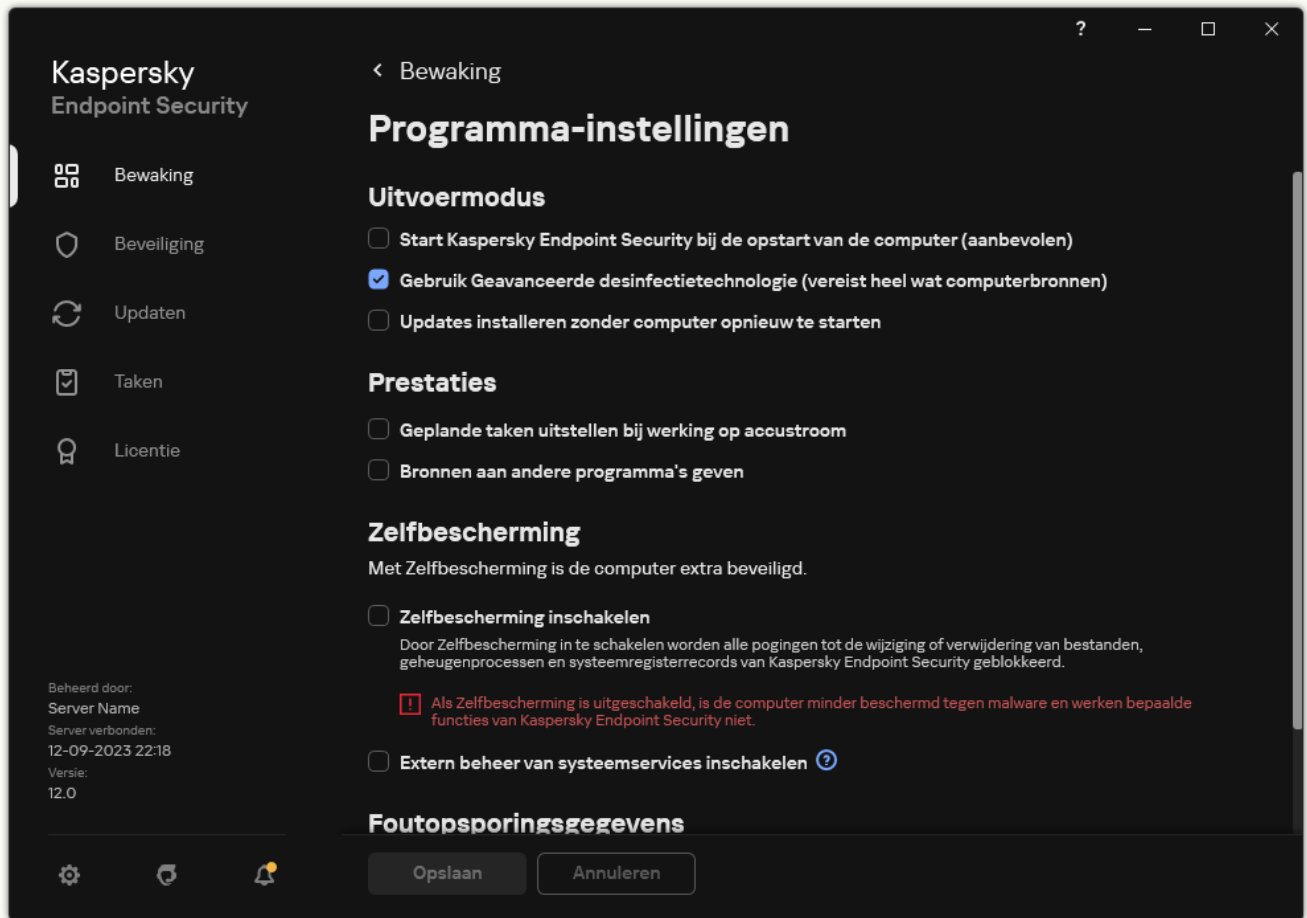 Kaspersky
Endpoint Security
Bewaking
Beveiliging
Updaten
Taken
Licentie
Beheerd door:
Server Name
Server verbonden:
12-09-2023 22:18
Versie:
12.0
?
Bewaking
Programma-instellingen
Uitvoermodus
Start Kaspersky Endpoint Security bij de opstart van de computer (aanbevolen)
Gebruik Geavanceerde desinfectietechnologie (vereist heel wat computerbronnen)
Updates installeren zonder computer opnieuw te starten
Prestaties
Geplande taken uitstellen bij werking op accustroom
Bronnen aan andere programma's geven
Zelfbescherming
Met Zelfbescherming is de computer extra beveiligd.
Zelfbescherming inschakelen
Door Zelfbescherming in te schakelen worden alle pogingen tot de wijziging of verwijdering van bestanden,
geheugenprocessen en systeemregisterrecords van Kaspersky Endpoint Security geblokkeerd.
Als Zelfbescherming is uitgeschakeld, is de computer minder beschermd tegen malware en werken bepaalde
functies van Kaspersky Endpoint Security niet.
Extern beheer van systeemservices inschakelen ?
Foutopsporingsgegevens
Opslaan
Annuleren